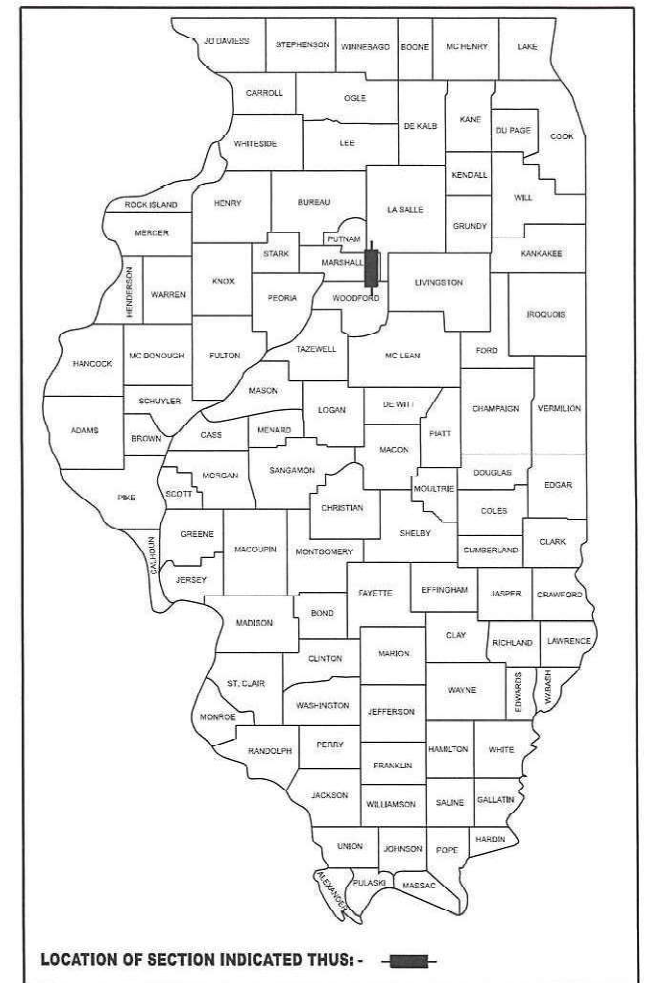 JO DAVIESS
STEPHENSON
WINNEBAGO
BOONE
MC HENRY
LAKE
CARROLL
OGLE
DE KALB
KANE
DU PAGE
COOK
WHITESIDE
LEE
KENDALL
WILL
ROCK ISLAND
HENRY
BUREAU
LA SALLE
GRUNDY
MERCER
PUTNAM
STARK
MARSHALL
KANKAKEE
HENDERSON
WARREN
KNOX
PEORIA
WOODFORD
LIVINGSTON
IROQUOIS
HANCOCK
MC DONOUGH
FULTON
TAZEWELL
MC LEAN
FORD
MASON
SCHUYLER
LOGAN
DE WITT
CHAMPAIGN
VERMILION
ADAMS
BROWN
CASS
MENARD
PIATT
MACON
MORGAN
SANGAMON
DOUGLAS
EDGAR
PIKE
SCOTT
CHRISTIAN
MOULTRIE
COLES
GREENE
MACOUPIN
MONTGOMERY
SHELBY
CALHOUN
CUMBERLAND
CLARK
JERSEY
FAYETTE
EFFINGHAM
JASPER
CRAWFORD
MADISON
BOND
CLAY
RICHLAND
LAWRENCE
CLINTON
MARION
ST. CLAIR
WAYNE
EDWARDS
WABASH
MONROE
WASHINGTON
JEFFERSON
RANDOLPH
PERRY
HAMILTON
WHITE
FRANKLIN
JACKSON
WILLIAMSON
SALINE
GALLATIN
UNION
JOHNSON
POPE
HARDIN
ALEXANDER
PULASKI
MASSAC
LOCATION OF SECTION INDICATED THUS: -